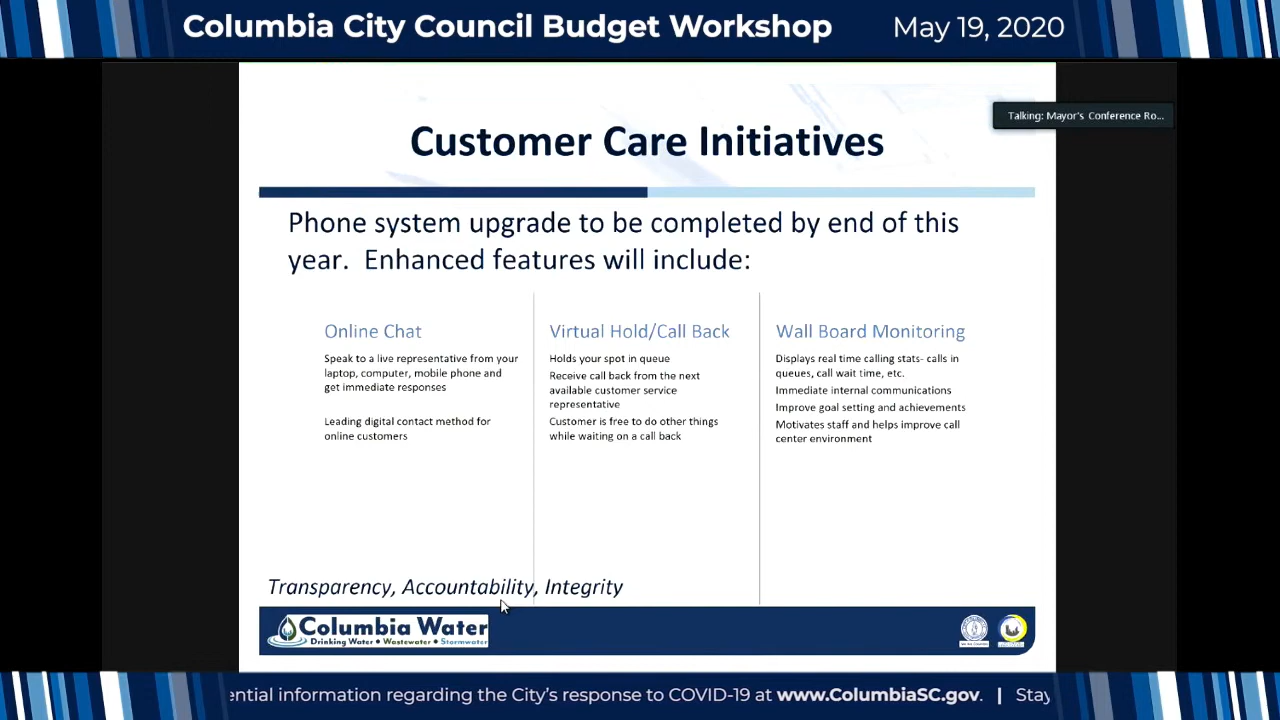 Columbia City Council Budget Workshop May 19, 2020
Talking: Mayor's Conference Ro...
Customer Care Initiatives
Phone system upgrade to be completed by end of this
year. Enhanced features will include:
Online Chat
Speak to a live representative from your
laptop, computer, mobile phone and
get immediate responses
Leading digital contact method for
online customers
Virtual Hold/Call Back
Holds your spot in queue
Receive call back from the next
available customer service
representative
Customer is free to do other things
while waiting on a call back
Wall Board Monitoring
Displays real time calling stats- calls in
queues, call wait time, etc.
Immediate internal communications
Improve goal setting and achievements
Motivates staff and helps improve call
center environment
Transparency, Accountability, Integrity
Columbia Water
Drinking Water • Wastewater • Stormwater
ential information regarding the City's response to COVID-19 at www.ColumbiaSC.gov. | Stay